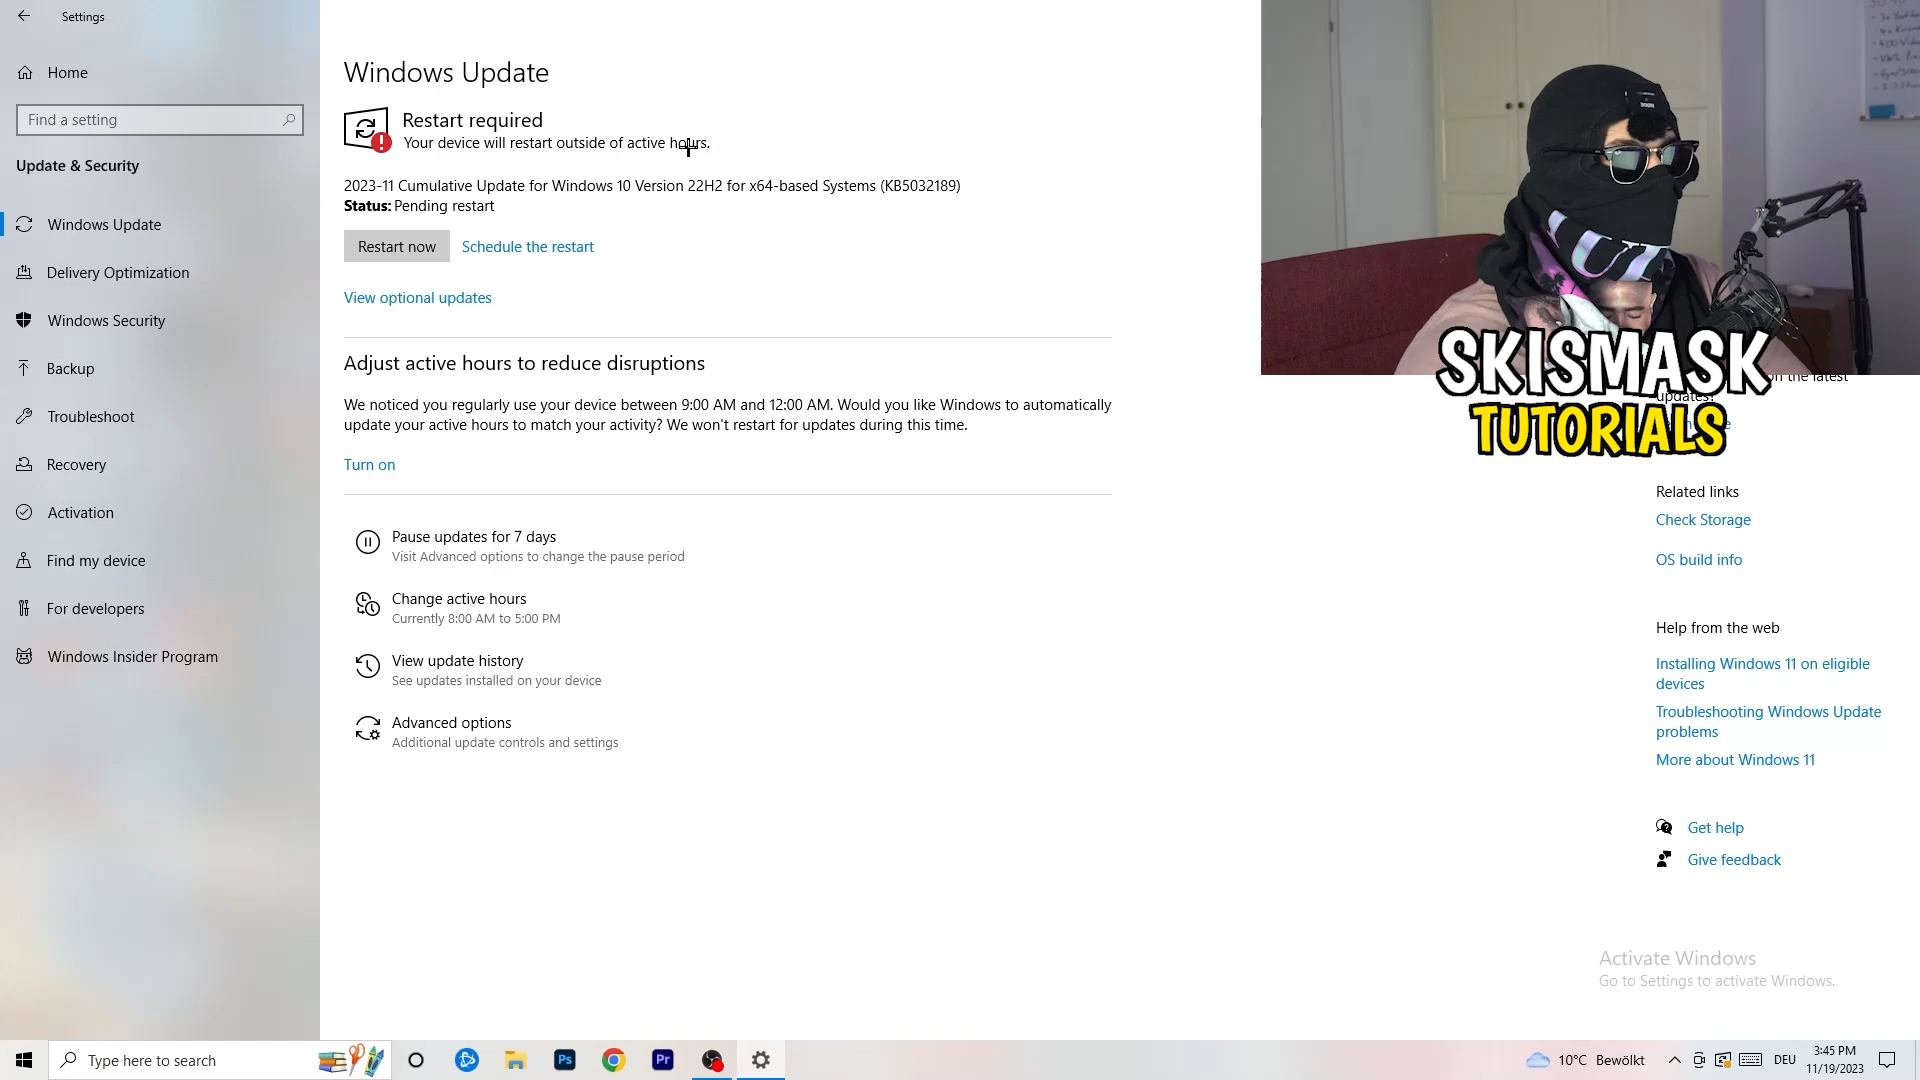 Settings
Home
Find a setting
Update & Security
Windows Update
Delivery Optimization
Windows Security
Backup
Troubleshoot
Recovery
Activation
Find my device
For developers
Windows Insider Program
Windows Update
Restart required
Your device will restart outside of active hours.
2023-11 Cumulative Update for Windows 10 Version 22H2 for x64-based Systems (KB5032189)
Status: Pending restart
Restart now
Schedule the restart
View optional updates
Adjust active hours to reduce disruptions
We noticed you regularly use your device between 9:00 AM and 12:00 AM. Would you like Windows to automatically
update your active hours to match your activity? We won't restart for updates during this time.
Turn on
Pause updates for 7 days
Visit Advanced options to change the pause period
Change active hours
Currently 8:00 AM to 5:00 PM
View update history
See updates installed on your device
Advanced options
Additional update controls and settings
SKISMASK
TUTORIALS
on the latest
updates?
Related links
Check Storage
OS build info
Help from the web
Installing Windows 11 on eligible
devices
Troubleshooting Windows Update
problems
More about Windows 11
Get help
Give feedback
Activate Windows
Go to Settings to activate Windows.
Type here to search
Ps
Pr
10°C Bewölkt
DEU
3:45 PM
11/19/2023